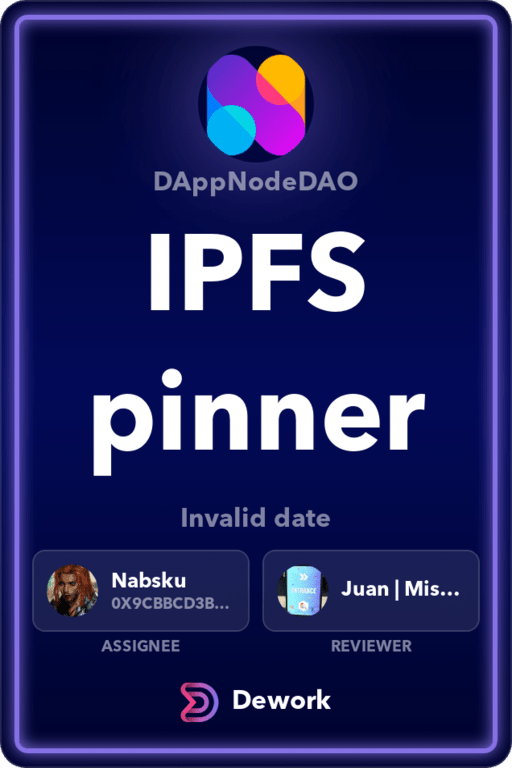 DAppNodeDAO
IPFS
pinner
Invalid date
Nabsku
0X9CBBCD3B...
Juan | Mis...
ASSIGNEE
REVIEWER
Dework